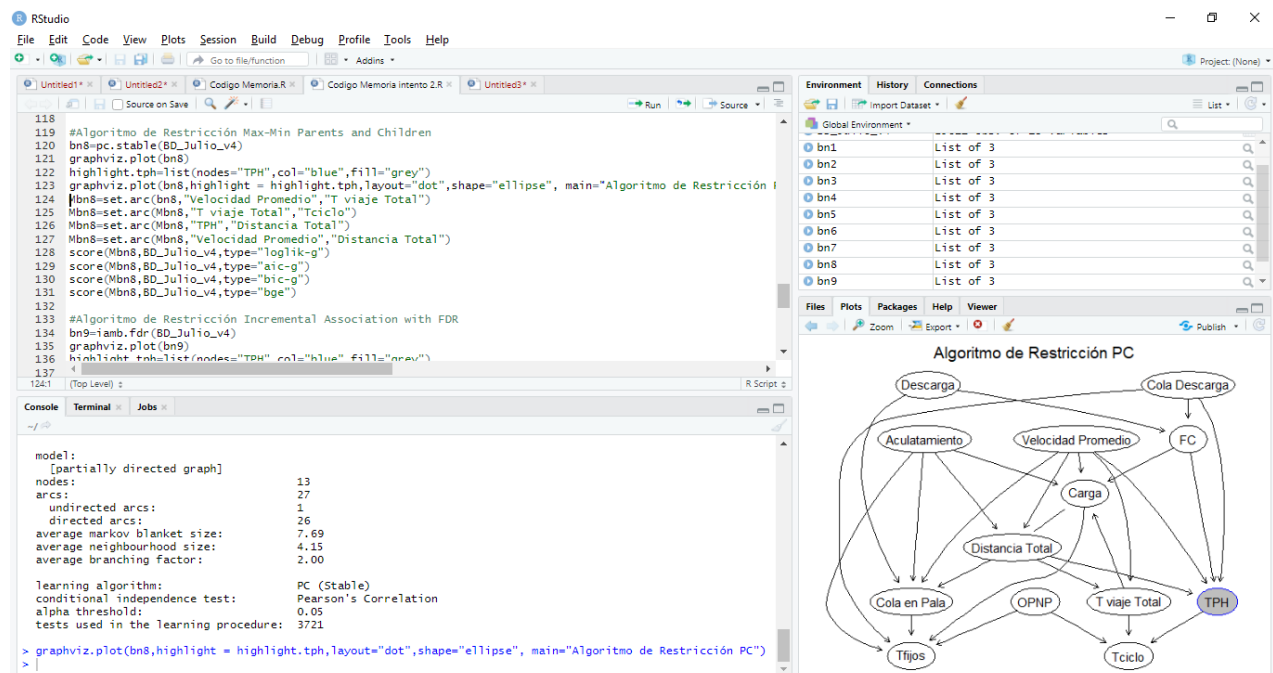 RStudio
File Edit Code View Plots Session Build Debug Profile Tools Help
Go to file/function Addins Project: (None)
Untitled1* Untitled2* Codigo Memoria.R Codigo Memoria intento 2.R Untitled3*
Source on Save Run Source
118
119 #Algoritmo de Restricción Max-Min Parents and Children
120 bn8=pc.stable(BD_Julio_v4)
121 graphviz.plot(bn8)
122 highlight.tph=list(nodes="TPH",col="blue",fill="grey")
123 graphviz.plot(bn8,highlight = highlight.tph,layout="dot",shape="ellipse", main="Algoritmo de Restricción
124 Mbn8=set.arc(bn8,"Velocidad Promedio","T viaje Total")
125 Mbn8=set.arc(Mbn8,"T viaje Total","Tciclo")
126 Mbn8=set.arc(Mbn8,"TPH","Distancia Total")
127 Mbn8=set.arc(Mbn8,"Velocidad Promedio","Distancia Total")
128 score(Mbn8,BD_Julio_v4,type="loglik-g")
129 score(Mbn8,BD_Julio_v4,type="aic-g")
130 score(Mbn8,BD_Julio_v4,type="bic-g")
131 score(Mbn8,BD_Julio_v4,type="bge")
132
133 #Algoritmo de Restricción Incremental Association with FDR
134 bn9=iamb.fdr(BD_Julio_v4)
135 graphviz.plot(bn9)
136 highlight.tph=list(nodes="TPH",col="blue",fill="grey")
137
124:1 (Top Level) R Script
Console Terminal Jobs
~/
model:
[partially directed graph]
nodes: 13
arcs: 27
undirected arcs: 1
directed arcs: 26
average markov blanket size: 7.69
average neighbourhood size: 4.15
average branching factor: 2.00
learning algorithm: PC (Stable)
conditional independence test: Pearson's Correlation
alpha threshold: 0.05
tests used in the learning procedure: 3721
> graphviz.plot(bn8,highlight = highlight.tph,layout="dot",shape="ellipse", main="Algoritmo de Restricción PC")
>
Environment History Connections
Import Dataset List
Global Environment
bn1 List of 3
bn2 List of 3
bn3 List of 3
bn4 List of 3
bn5 List of 3
bn6 List of 3
bn7 List of 3
bn8 List of 3
bn9 List of 3
Files Plots Packages Help Viewer
Zoom Export Publish
Algoritmo de Restricción PC
Descarga Cola Descarga
Aculatamiento Velocidad Promedio FC
Carga
Distancia Total
Cola en Pala OPNP T viaje Total TPH
Tfijos Tciclo